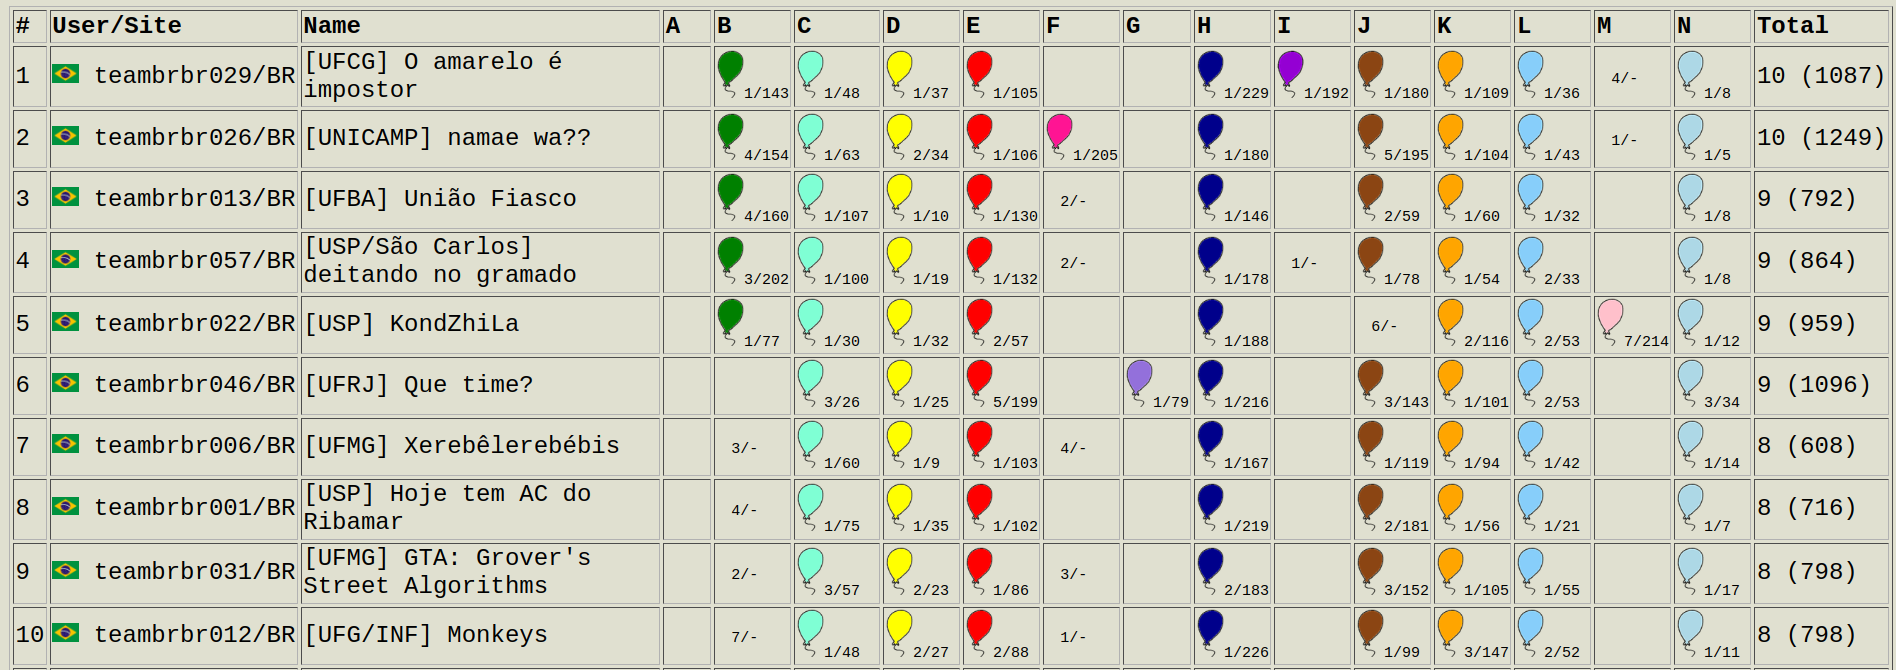 # User/Site Name A B C D E F G H I J K L M N Total
1 teambrbr029/BR [UFCG] O amarelo é impostor 1/143 1/48 1/37 1/105 1/229 1/192 1/180 1/109 1/36 4/- 1/8 10 (1087)
2 teambrbr026/BR [UNICAMP] namae wa?? 4/154 1/63 2/34 1/106 1/205 1/180 5/195 1/104 1/43 1/- 1/5 10 (1249)
3 teambrbr013/BR [UFBA] União Fiasco 4/160 1/107 1/10 1/130 2/- 1/146 2/59 1/60 1/32 1/8 9 (792)
4 teambrbr057/BR [USP/São Carlos] deitando no gramado 3/202 1/100 1/19 1/132 2/- 1/178 1/- 1/78 1/54 2/33 1/8 9 (864)
5 teambrbr022/BR [USP] KondZhiLa 1/77 1/30 1/32 2/57 1/188 6/- 2/116 2/53 7/214 1/12 9 (959)
6 teambrbr046/BR [UFRJ] Que time? 3/26 1/25 5/199 1/79 1/216 3/143 1/101 2/53 3/34 9 (1096)
7 teambrbr006/BR [UFMG] Xerebêlerebébis 3/- 1/60 1/9 1/103 4/- 1/167 1/119 1/94 1/42 1/14 8 (608)
8 teambrbr001/BR [USP] Hoje tem AC do Ribamar 4/- 1/75 1/35 1/102 1/219 2/181 1/56 1/21 1/7 8 (716)
9 teambrbr031/BR [UFMG] GTA: Grover's Street Algorithms 2/- 3/57 2/23 1/86 3/- 2/183 3/152 1/105 1/55 1/17 8 (798)
10 teambrbr012/BR [UFG/INF] Monkeys 7/- 1/48 2/27 2/88 1/- 1/226 1/99 3/147 2/52 1/11 8 (798)